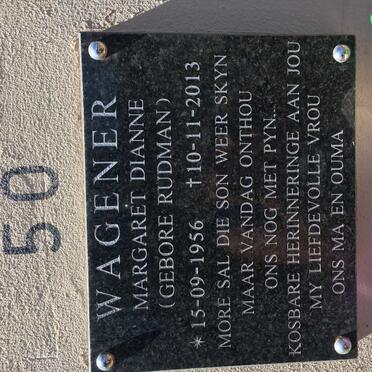 WAGENER
MARGARET DIANNE
(GEBORE RUDMAN)
*15-09-1956 †10-11-2013
MORE SAL DIE SON WEER SKYN
MAAR VANDAG ONTHOU
ONS NOG MET PYN...
KOSBARE HERINNERINGE AAN JOU
MY LIEFDEVOLLE VROU
ONS MA EN OUMA
50